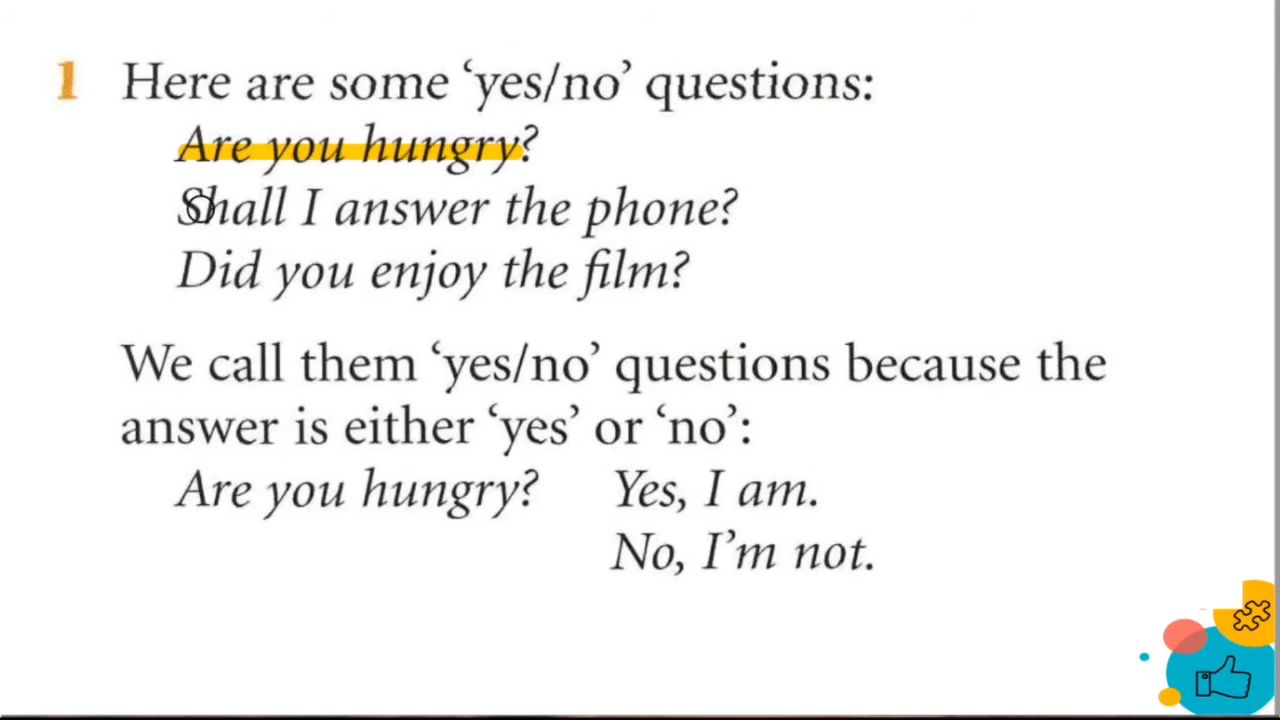 1 Here are some ‘yes/no’ questions:
Are you hungry?
Shall I answer the phone?
Did you enjoy the film?
We call them ‘yes/no’ questions because the
answer is either ‘yes’ or ‘no’:
Are you hungry? Yes, I am.
No, I’m not.